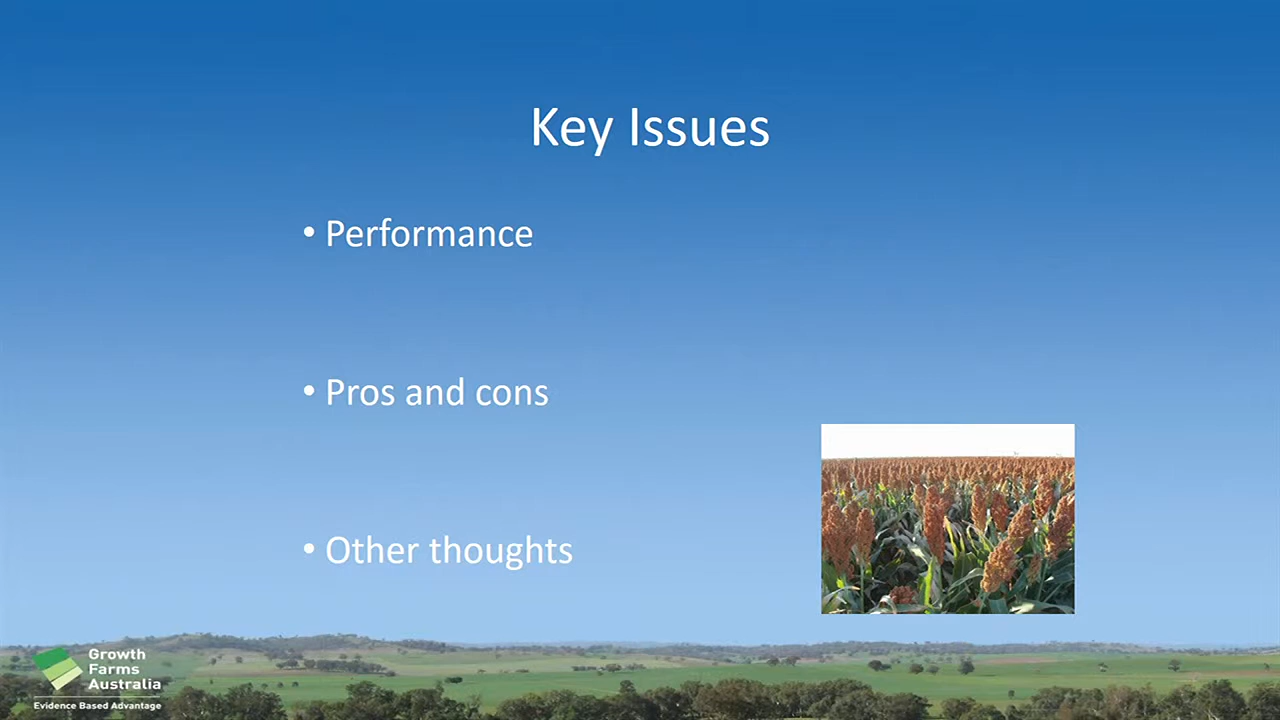 Key Issues
• Performance
• Pros and cons
• Other thoughts
Growth
Farms
Australia
Evidence Based Advantage